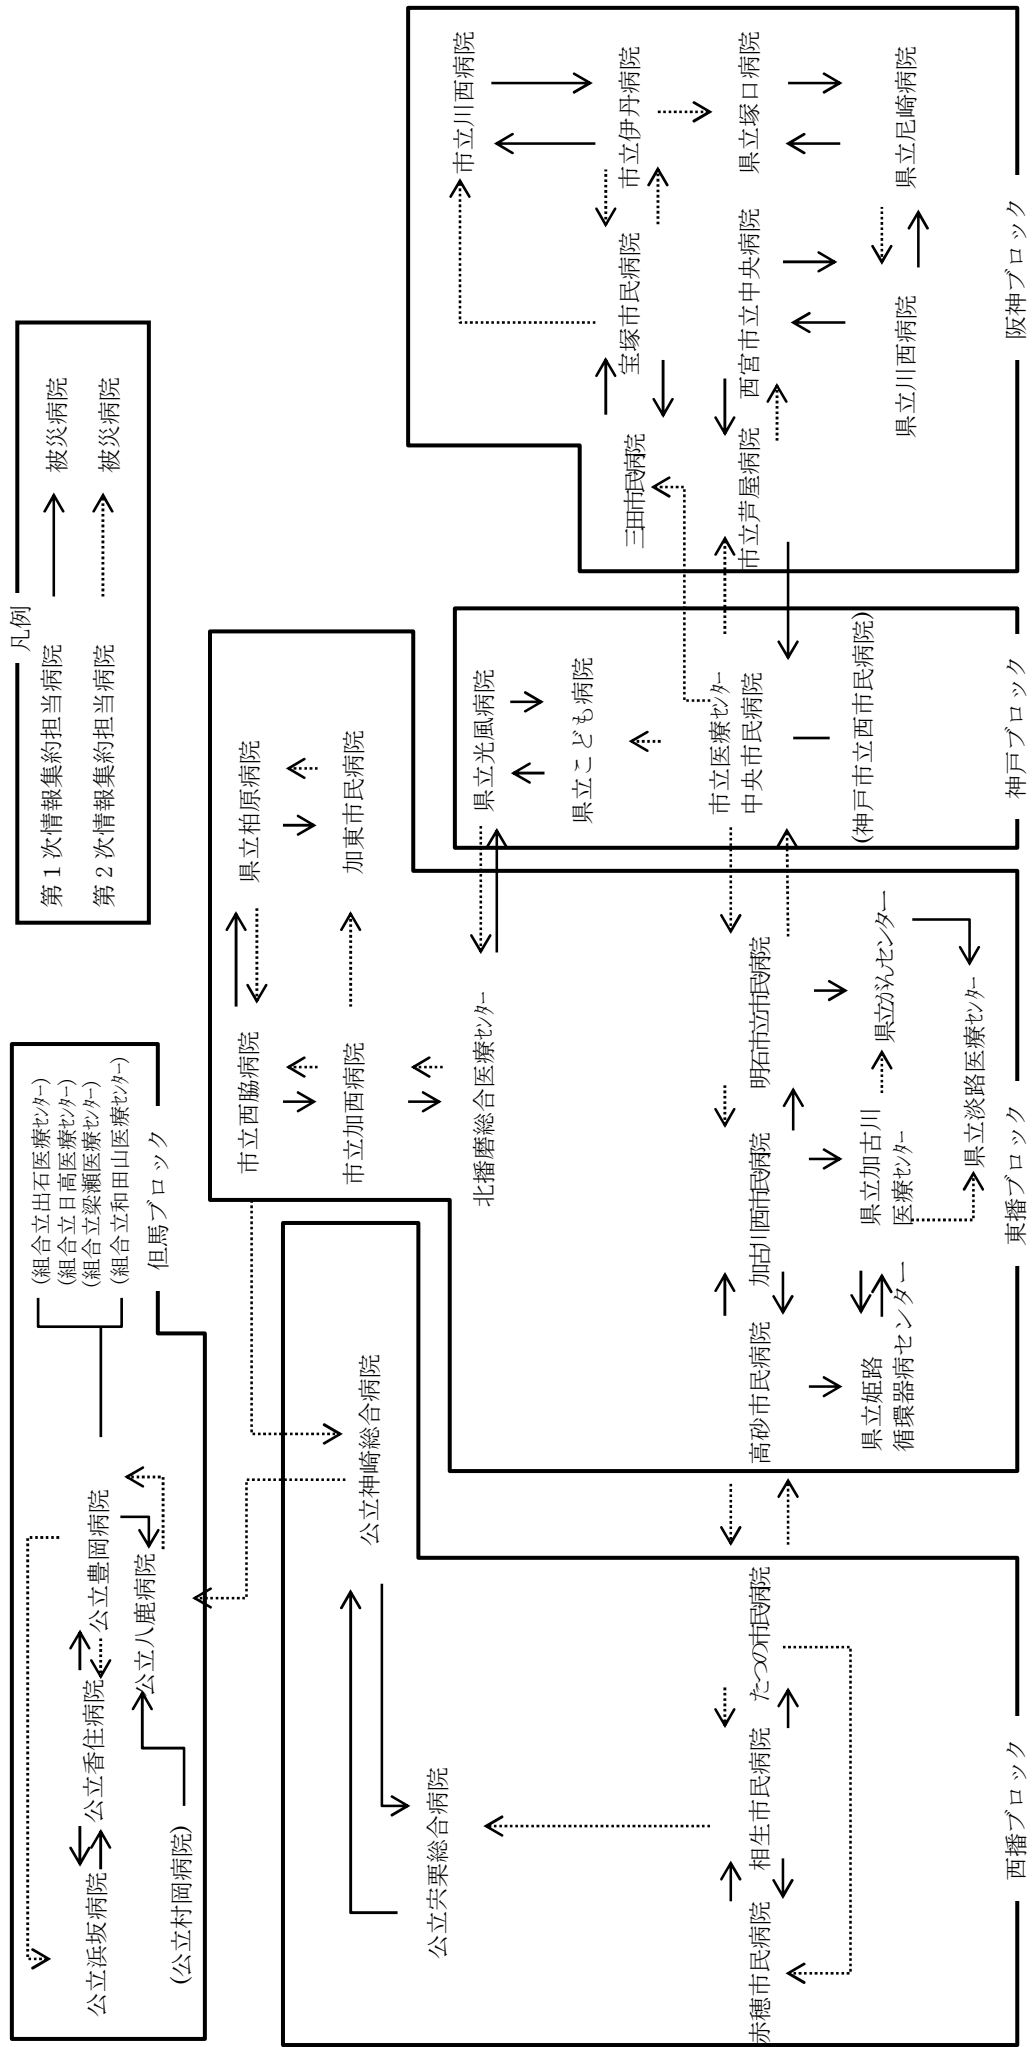 凡例
第１次情報集約担当病院 被災病院
第２次情報集約担当病院 被災病院
(組合立出石医療センター)
(組合立日高医療センター)
(組合立梁瀬医療センター)
(組合立和田山医療センター)
但馬ブロック
公立豊岡病院
公立八鹿病院
公立香住病院
公立浜坂病院
(公立村岡病院)
公立神崎総合病院
公立宍粟総合病院
たつの市民病院
相生市民病院
赤穂市民病院
西播ブロック
県立柏原病院
加東市民病院
市立西脇病院
市立加西病院
北播磨総合医療センター
明石市立市民病院
加古川西市民病院
高砂市民病院
県立がんセンター
県立加古川
医療センター
県立淡路医療センター
県立姫路
循環器病センター
東播ブロック
県立光風病院
県立こども病院
市立医療センター
中央市民病院
(神戸市立西市民病院)
神戸ブロック
市立川西病院
市立伊丹病院
宝塚市民病院
三田市民病院
県立塚口病院
西宮市立中央病院
市立芦屋病院
県立尼崎病院
県立川西病院
阪神ブロック